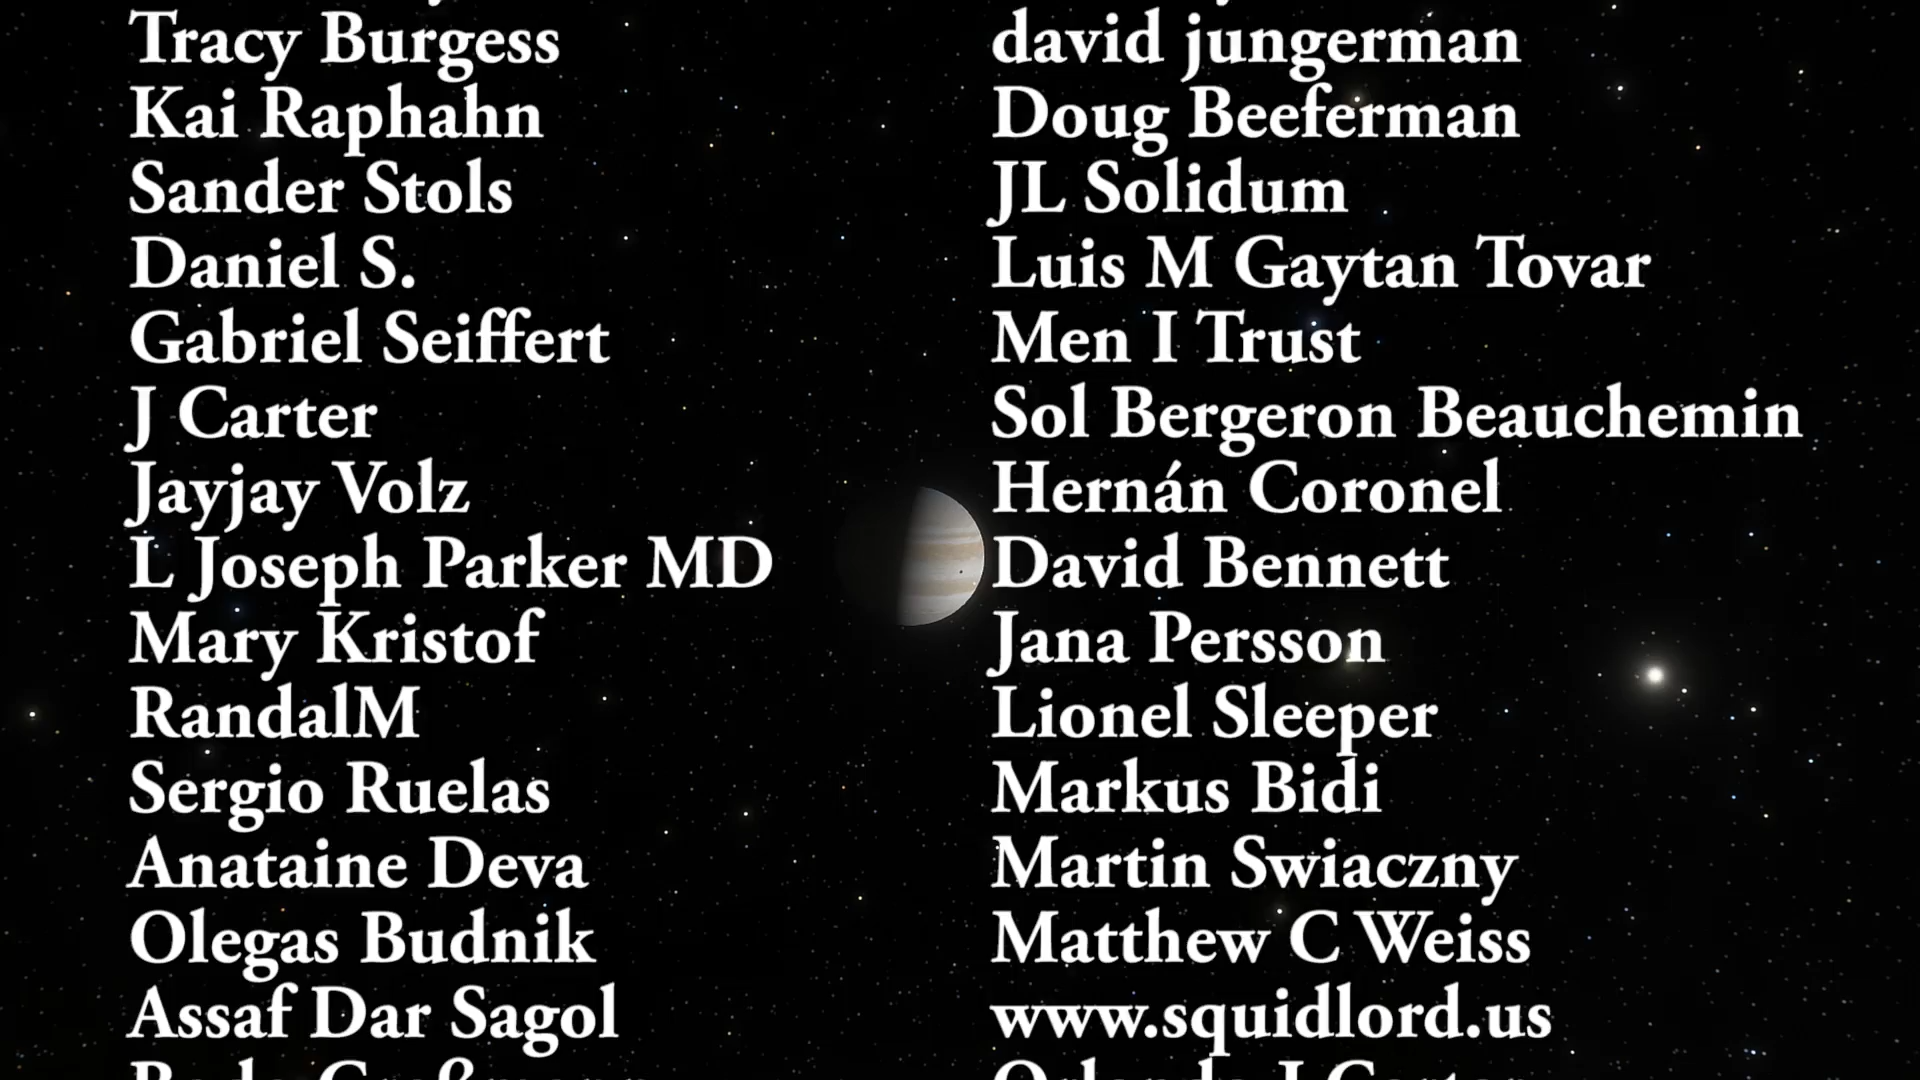 Tracy Burgess
Kai Raphahn
Sander Stols
Daniel S.
Gabriel Seiffert
J Carter
Jayjay Volz
L Joseph Parker MD
Mary Kristof
RandalM
Sergio Ruelas
Anataine Deva
Olegas Budnik
Assaf Dar Sagol
david jungerman
Doug Beeferman
JL Solidum
Luis M Gaytan Tovar
Men I Trust
Sol Bergeron Beauchemin
Hernán Coronel
David Bennett
Jana Persson
Lionel Sleeper
Markus Bidi
Martin Swiaczny
Matthew C Weiss
www.squidlord.us